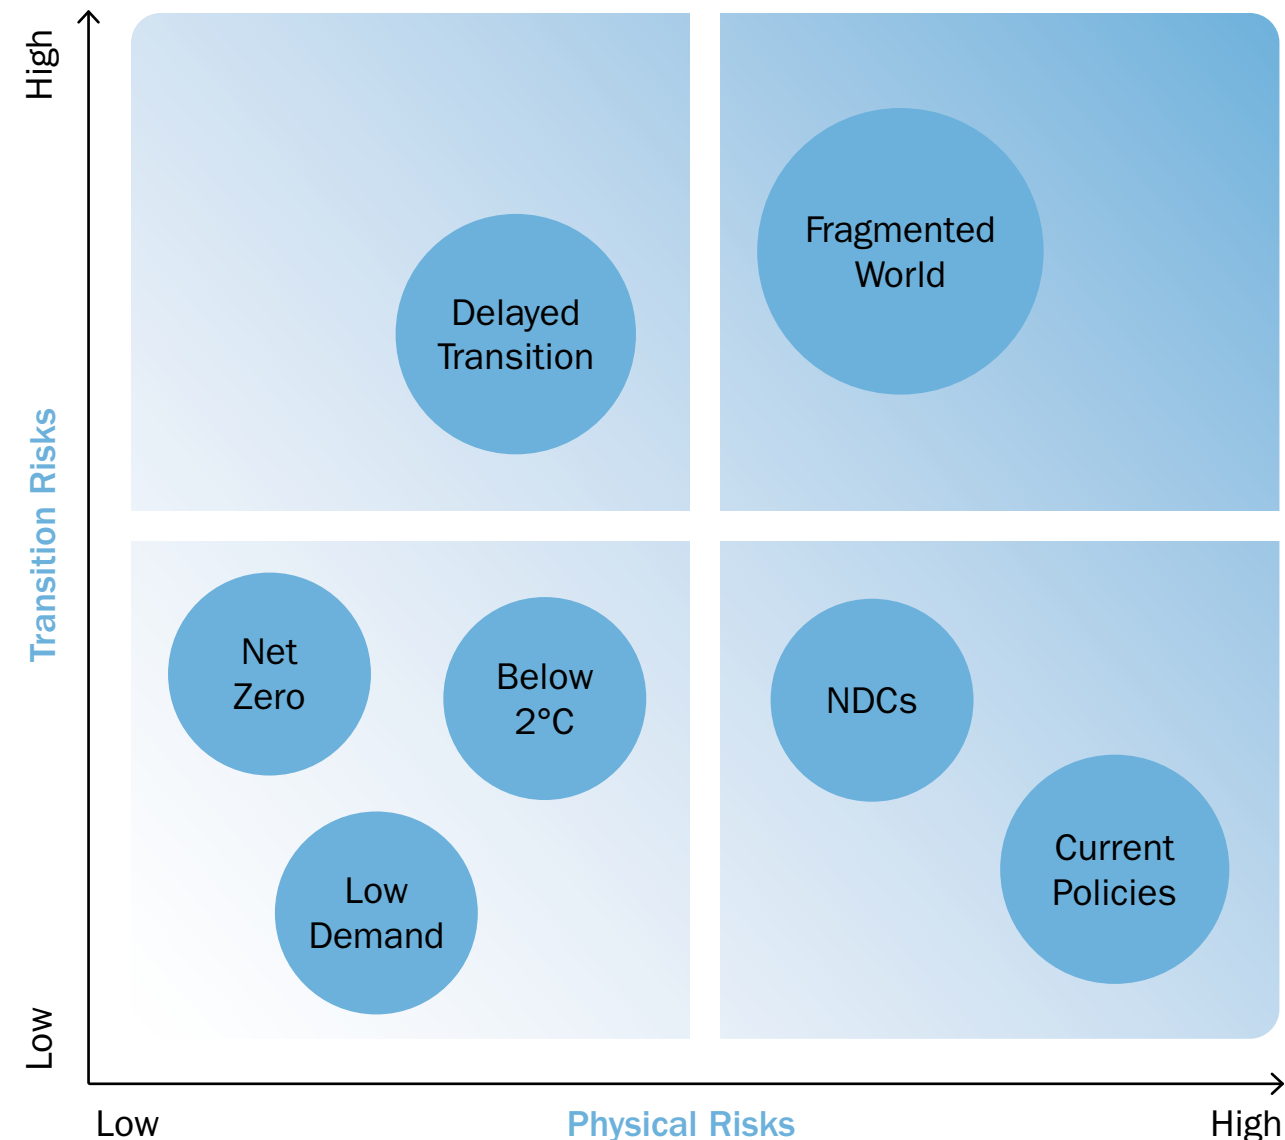 High
Fragmented
World
Delayed
Transition
Transition Risks
Net
Zero
Below
2°C
NDCs
Current
Policies
Low
Demand
Low
Low
Physical Risks
High